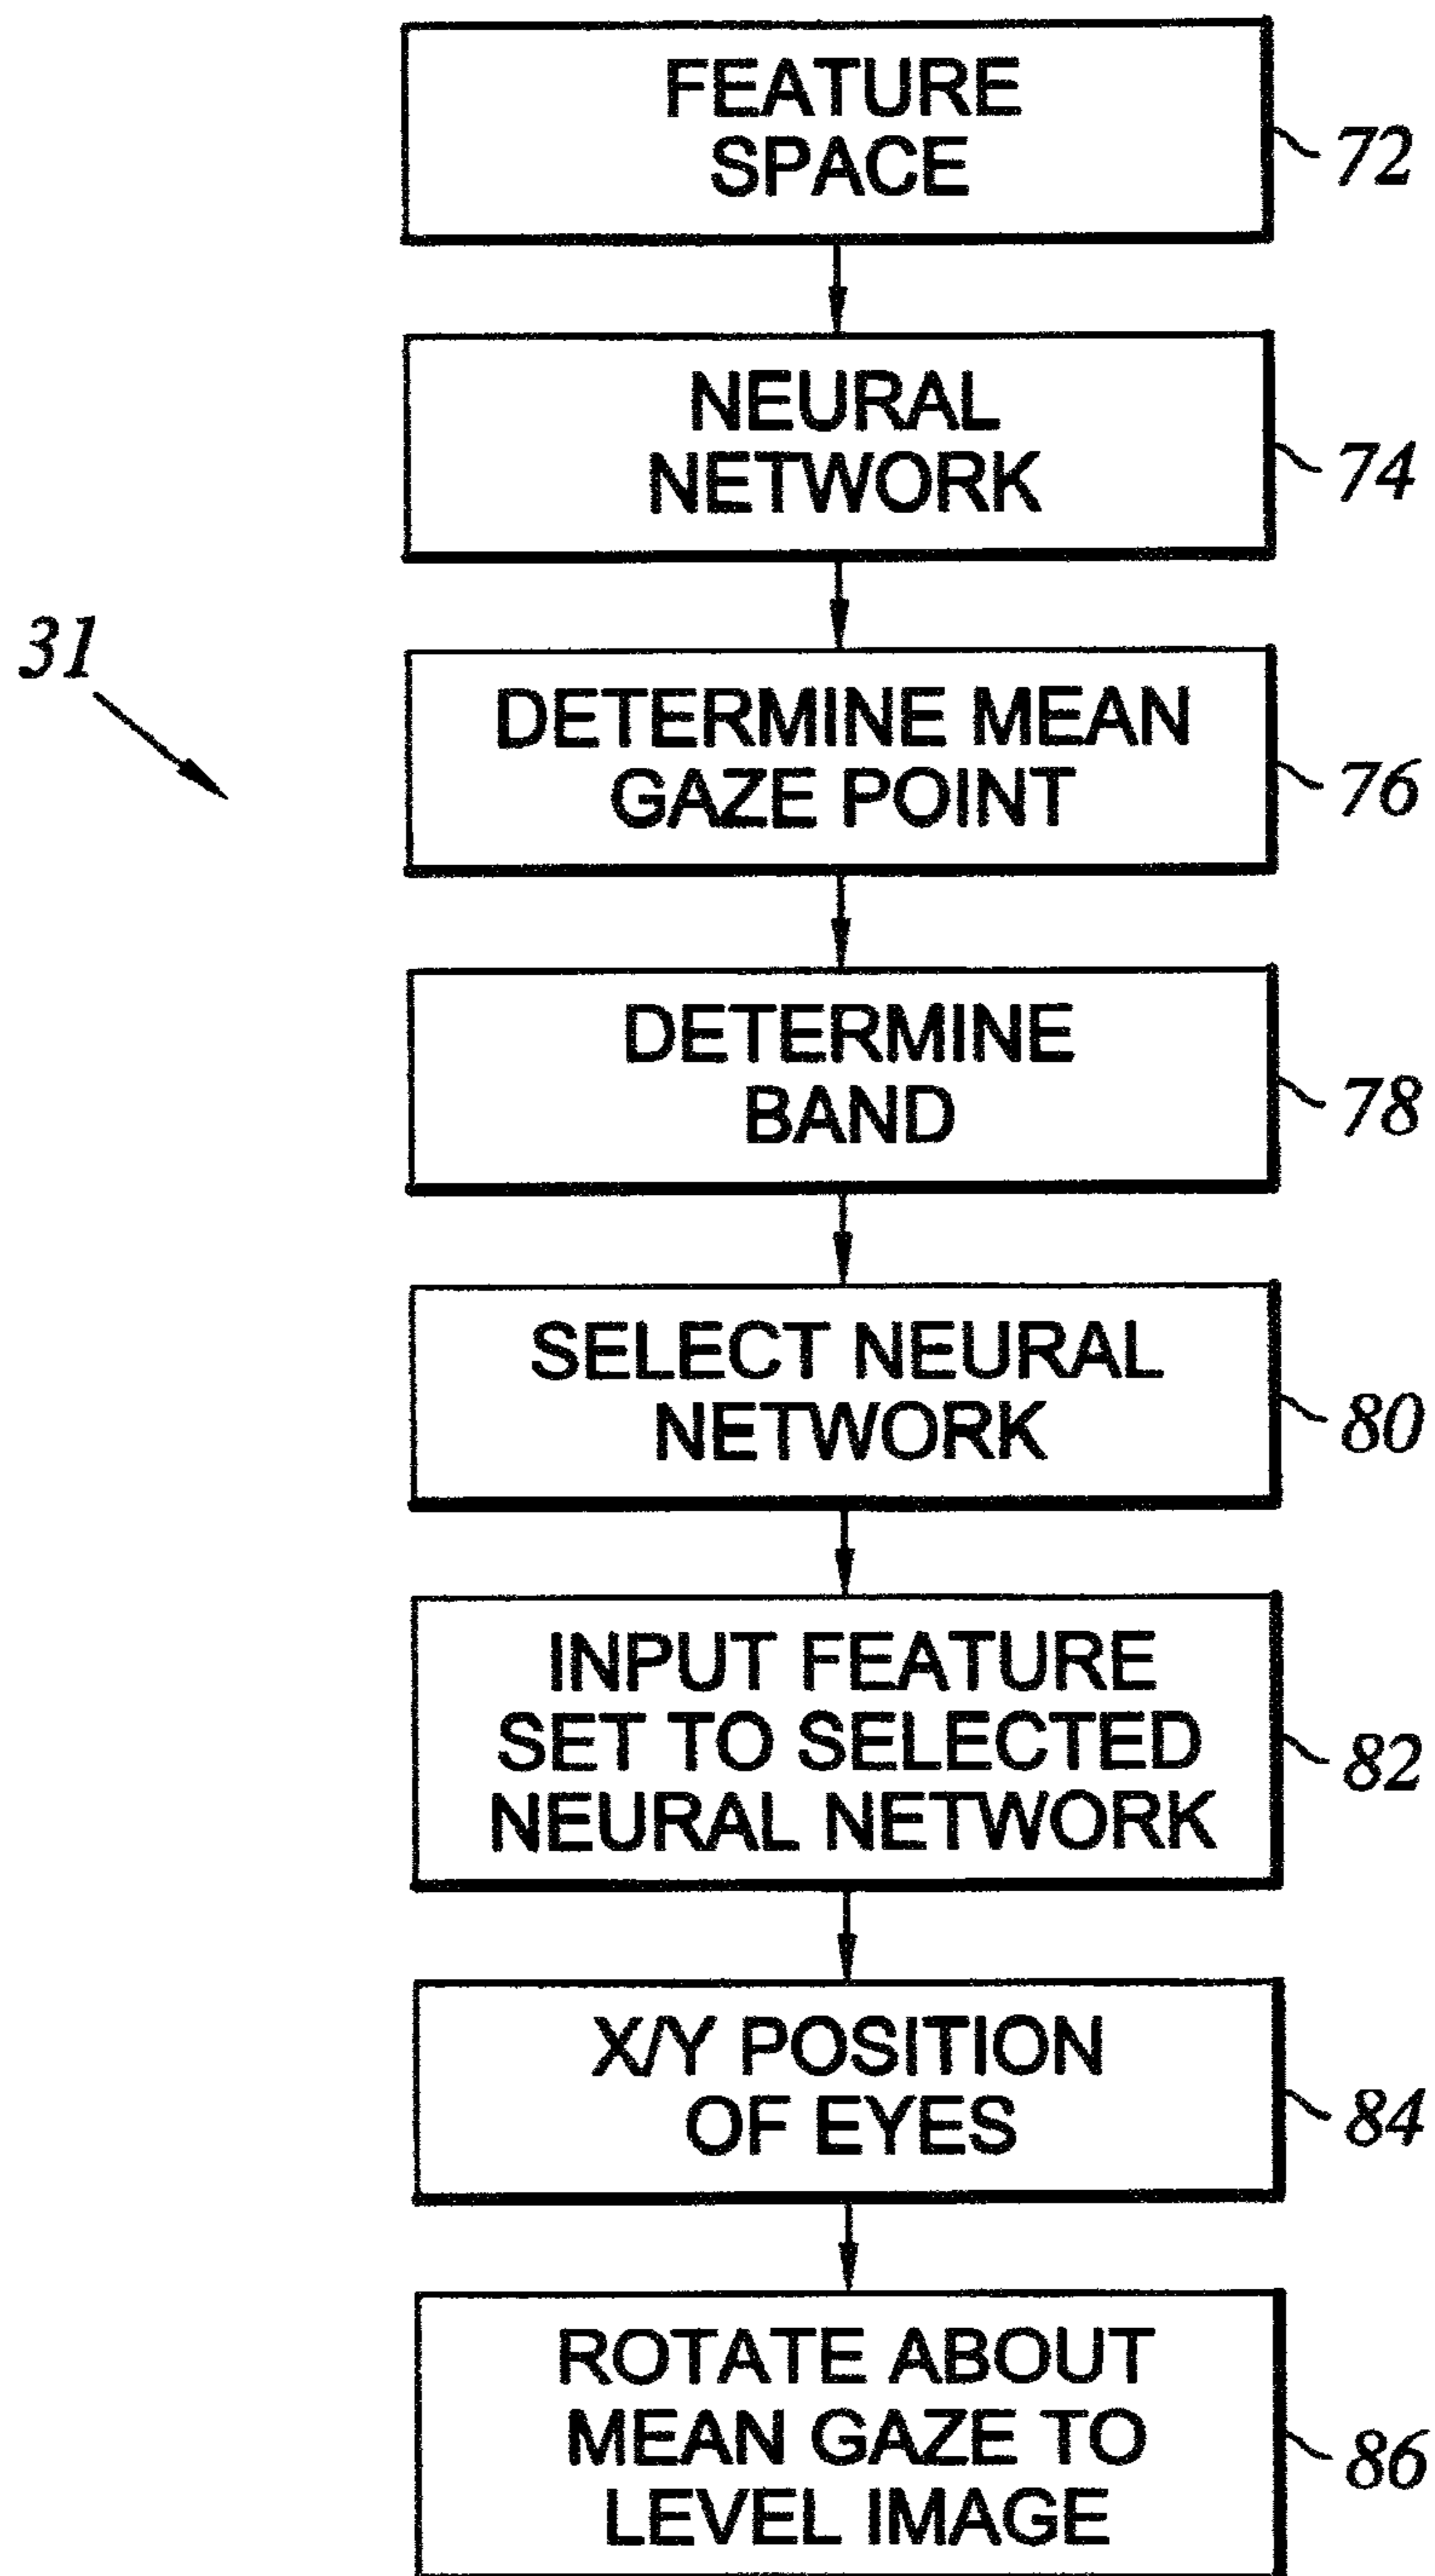 FEATURE
SPACE
72
NEURAL
NETWORK
74
31
DETERMINE MEAN
GAZE POINT
76
DETERMINE
BAND
78
SELECT NEURAL
NETWORK
80
INPUT FEATURE
SET TO SELECTED
NEURAL NETWORK
82
X/Y POSITION
OF EYES
84
ROTATE ABOUT
MEAN GAZE TO
LEVEL IMAGE
86